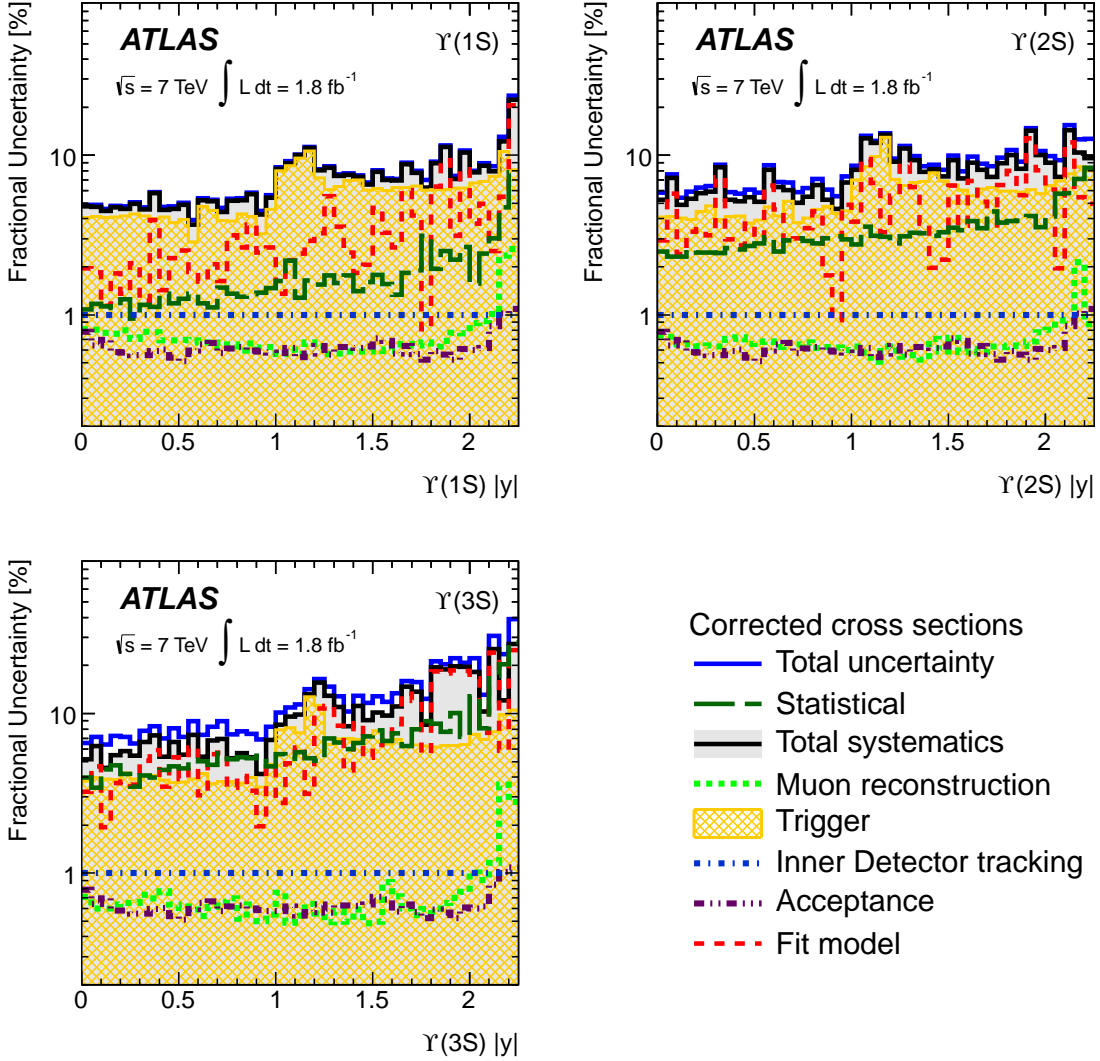 Fractional Uncertainty [%]
ATLAS
ϒ(1S)
√s = 7 TeV ∫ L dt = 1.8 fb⁻¹
10
1
0 0.5 1 1.5 2
ϒ(1S) |y|
Fractional Uncertainty [%]
ATLAS
ϒ(2S)
√s = 7 TeV ∫ L dt = 1.8 fb⁻¹
10
1
0 0.5 1 1.5 2
ϒ(2S) |y|
Fractional Uncertainty [%]
ATLAS
ϒ(3S)
√s = 7 TeV ∫ L dt = 1.8 fb⁻¹
10
1
0 0.5 1 1.5 2
ϒ(3S) |y|
Corrected cross sections
Total uncertainty
Statistical
Total systematics
Muon reconstruction
Trigger
Inner Detector tracking
Acceptance
Fit model